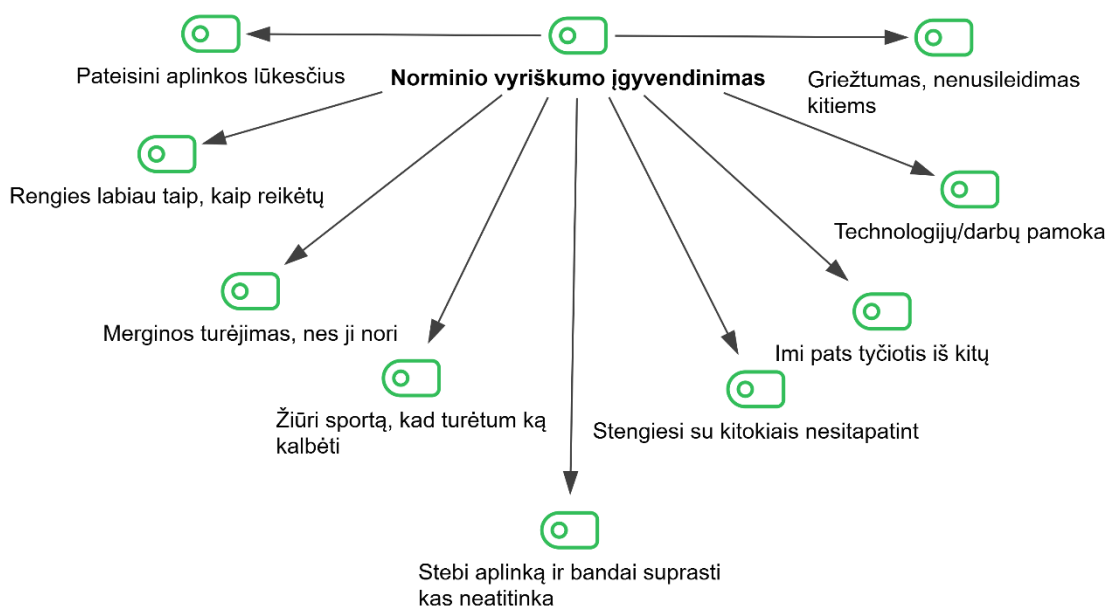 Pateisini aplinkos lūkesčius
Norminio vyriškumo įgyvendinimas
Griežtumas, nenusileidimas
kitiems
Rengies labiau taip, kaip reikėtų
Technologijų/darbų pamoka
Merginos turėjimas, nes ji nori
Imi pats tyčiotis iš kitų
Žiūri sportą, kad turėtum ką
kalbėti
Stengiesi su kitokiais nesitapatint
Stebi aplinką ir bandai suprasti
kas neatitinka